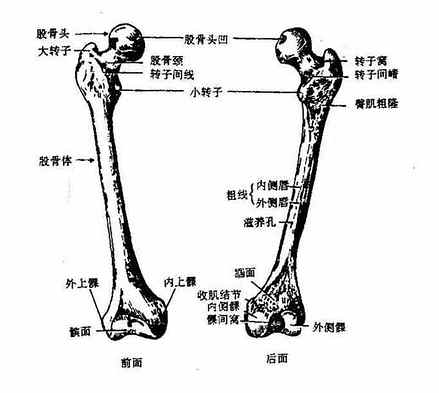 股骨头
大转子
股骨颈
转子间线
股骨头凹
小转子
转子窝
转子间嵴
臀肌粗隆
股骨体
粗线
内侧唇
外侧唇
滋养孔
外上髁
内上髁
髌面
腘面
收肌结节
内侧髁
髁间窝
外侧髁
前面
后面